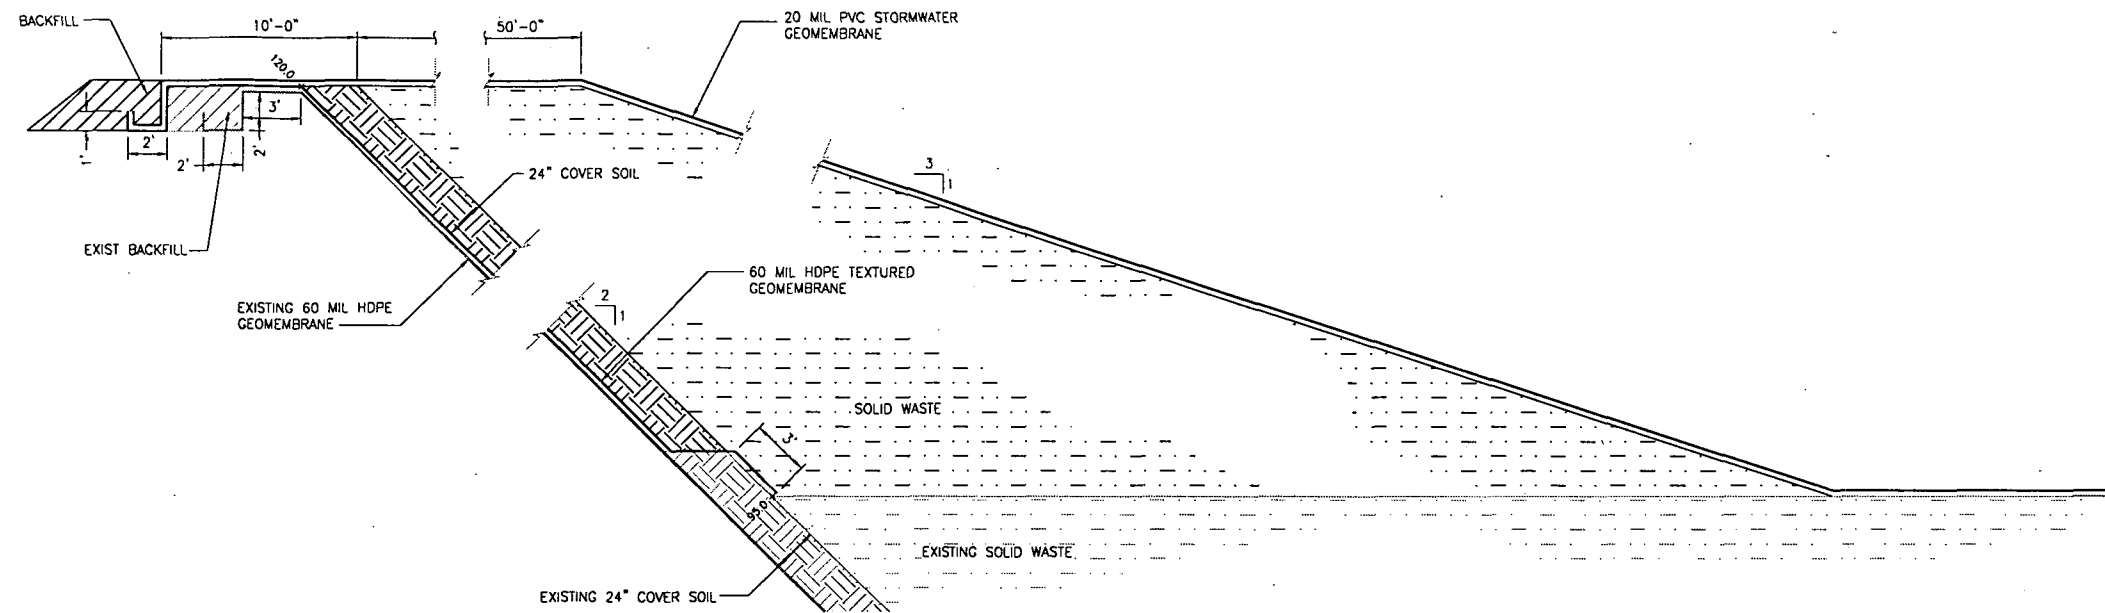 BACKFILL
10'-0"
50'-0"
20 MIL PVC STORMWATER
GEOMEMBRANE
120.0
3'
1'
2'
2'
2'
3
1
24" COVER SOIL
EXIST BACKFILL
60 MIL HDPE TEXTURED
GEOMEMBRANE
EXISTING 60 MIL HDPE
GEOMEMBRANE
2
1
SOLID WASTE
3'
95.0
EXISTING SOLID WASTE
EXISTING 24" COVER SOIL